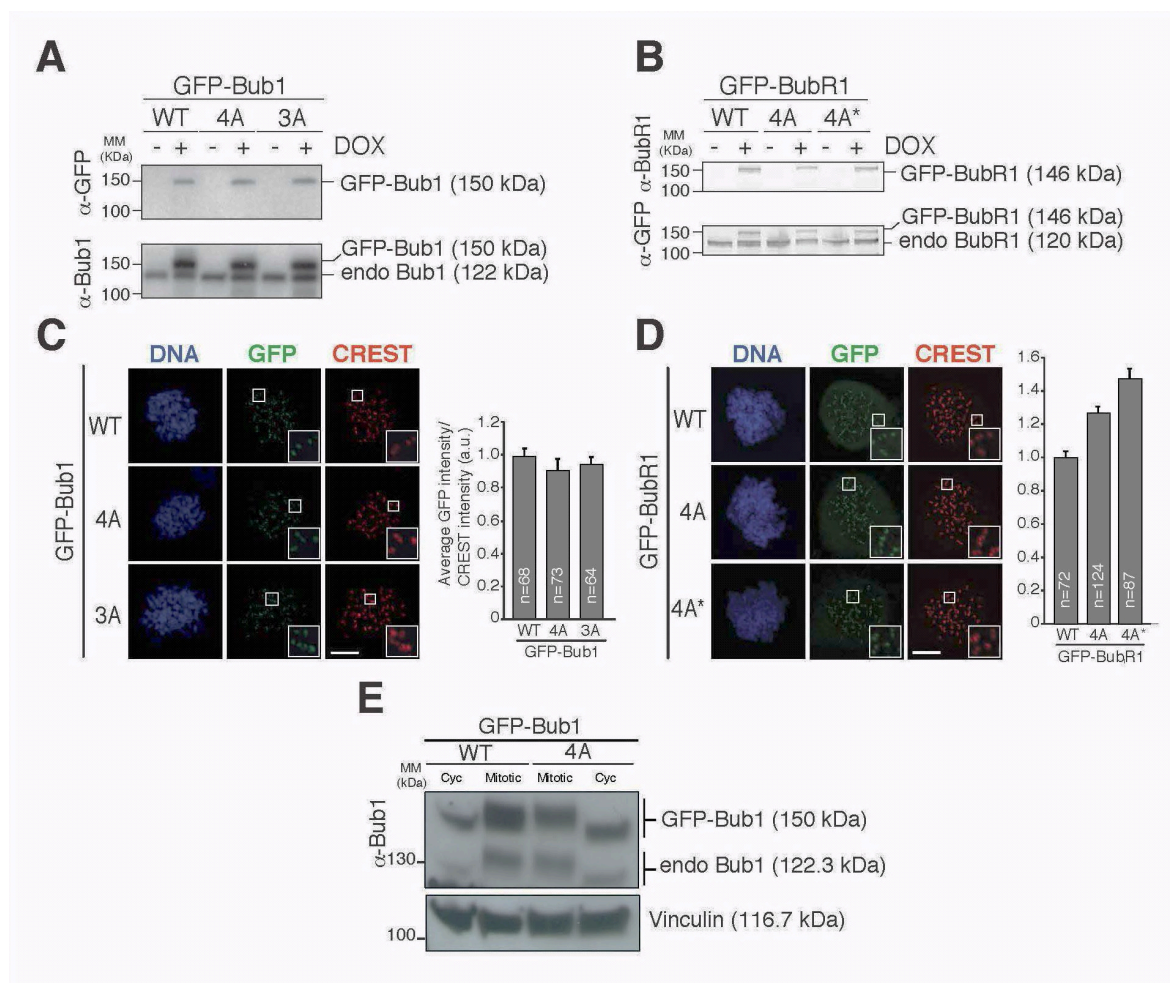 A
GFP-Bub1
WT 4A 3A
MM (KDa) - + - + - + DOX
α-GFP
150
100
GFP-Bub1 (150 kDa)
α-Bub1
150
100
GFP-Bub1 (150 kDa)
endo Bub1 (122 kDa)
B
GFP-BubR1
WT 4A 4A*
MM (KDa) - + - + - + DOX
α-BubR1
150
100
GFP-BubR1 (146 kDa)
α-GFP
150
100
GFP-BubR1 (146 kDa)
endo BubR1 (120 kDa)
C
DNA GFP CREST
GFP-Bub1
WT
4A
3A
Average GFP intensity/
CREST intensity (a.u.)
1.2
1.0
0.8
0.6
0.4
0.2
0
n=68 n=73 n=64
WT 4A 3A
GFP-Bub1
D
DNA GFP CREST
GFP-BubR1
WT
4A
4A*
1.6
1.4
1.2
1.0
0.8
0.6
0.4
0.2
0
n=72 n=124 n=87
WT 4A 4A*
GFP-BubR1
E
GFP-Bub1
WT 4A
MM (kDa) Cyc Mitotic Mitotic Cyc
α-Bub1
130
GFP-Bub1 (150 kDa)
endo Bub1 (122.3 kDa)
100
Vinculin (116.7 kDa)